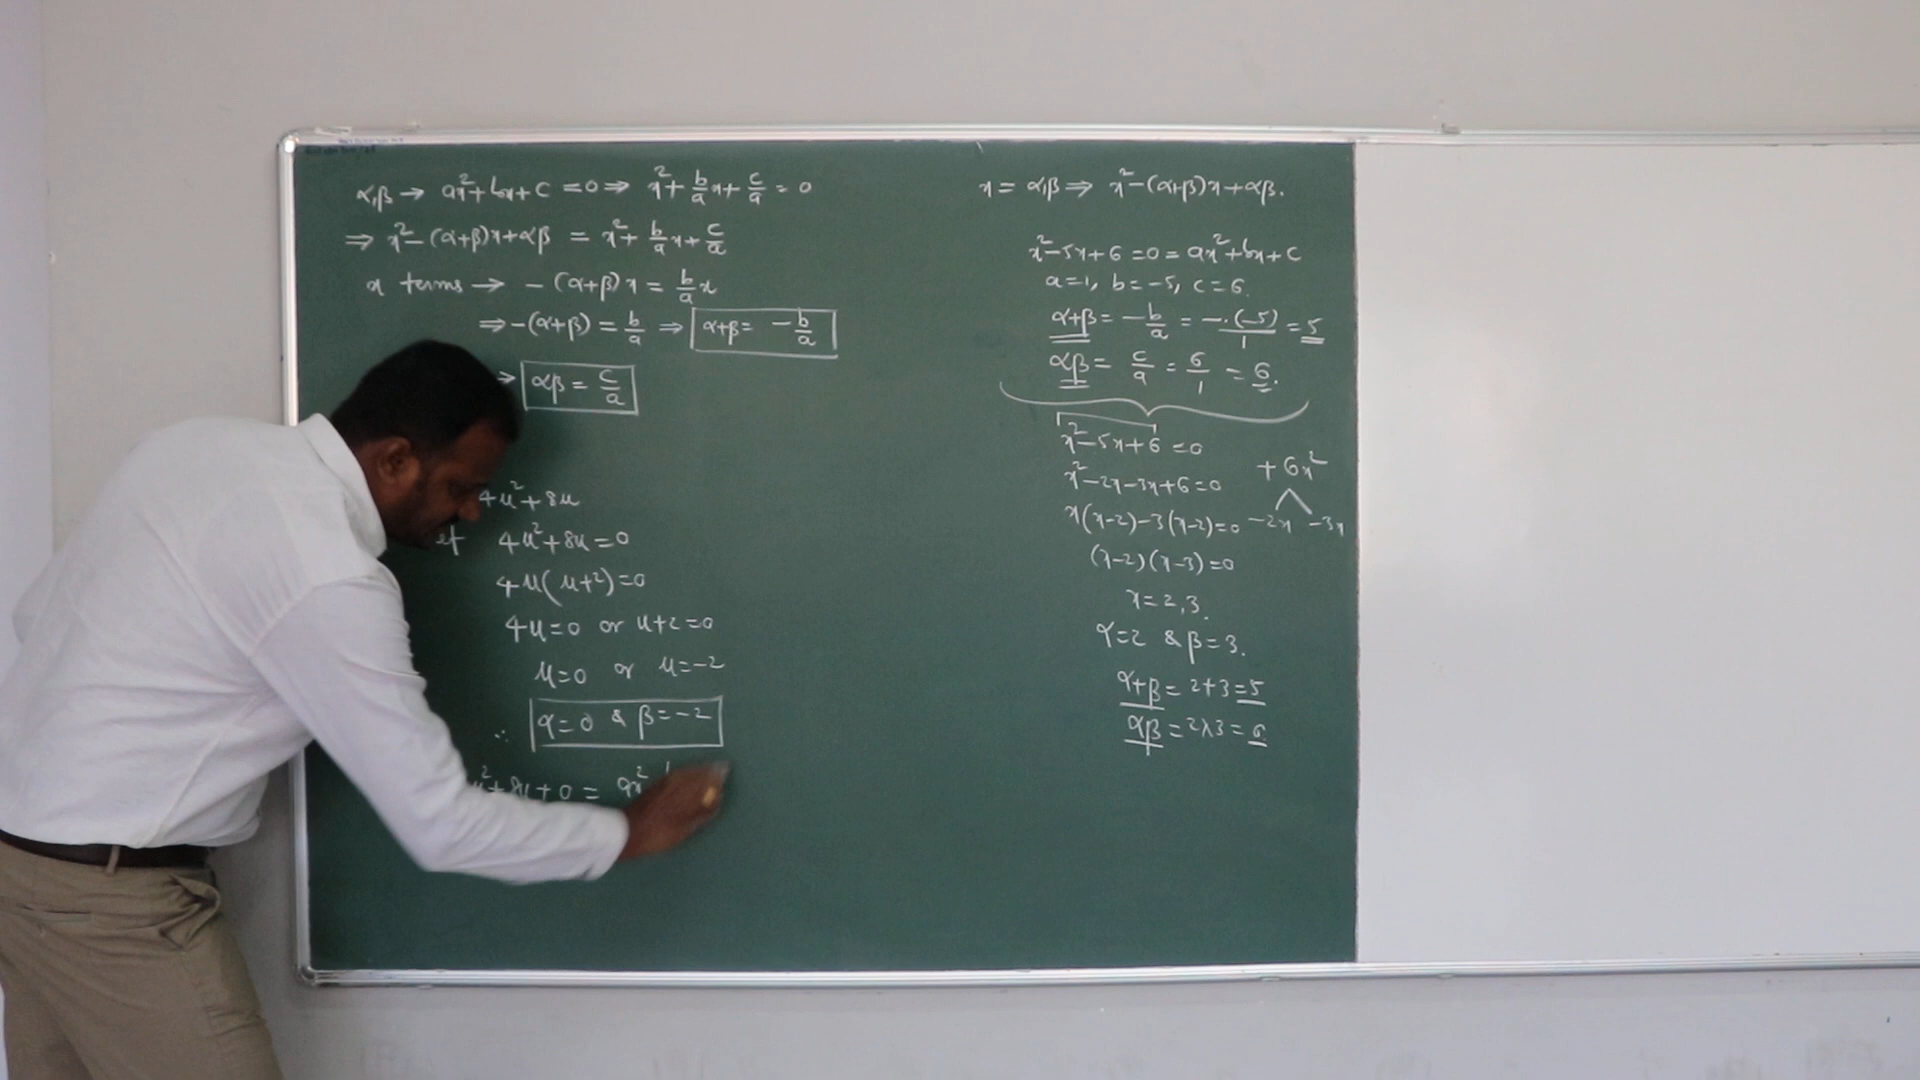 α,β → ax²+bx+c = 0 ⇒ x²+ b/a x + c/a = 0
⇒ x²-(α+β)x+αβ = x²+ b/a x + c/a
x terms → -(α+β)x = b/a x
⇒ -(α+β) = b/a ⇒ α+β = -b/a
⇒ αβ = c/a
4u²+8u
4u²+8u=0
4u(u+2)=0
4u=0 or u+2=0
u=0 or u=-2
∴ α=0 & β=-2
u²+8u+0 = ax²
x = α,β ⇒ x²-(α+β)x+αβ.
x²-5x+6=0=ax²+bx+c
a=1, b=-5, c=6.
α+β = -b/a = -(-5)/1 = 5
αβ = c/a = 6/1 = 6.
x²-5x+6=0
+6x²
x²-2x-3x+6=0
x(x-2)-3(x-2)=0 -2x -3x
(x-2)(x-3)=0
x=2,3.
α=2 & β=3.
α+β=2+3=5
αβ=2×3=6